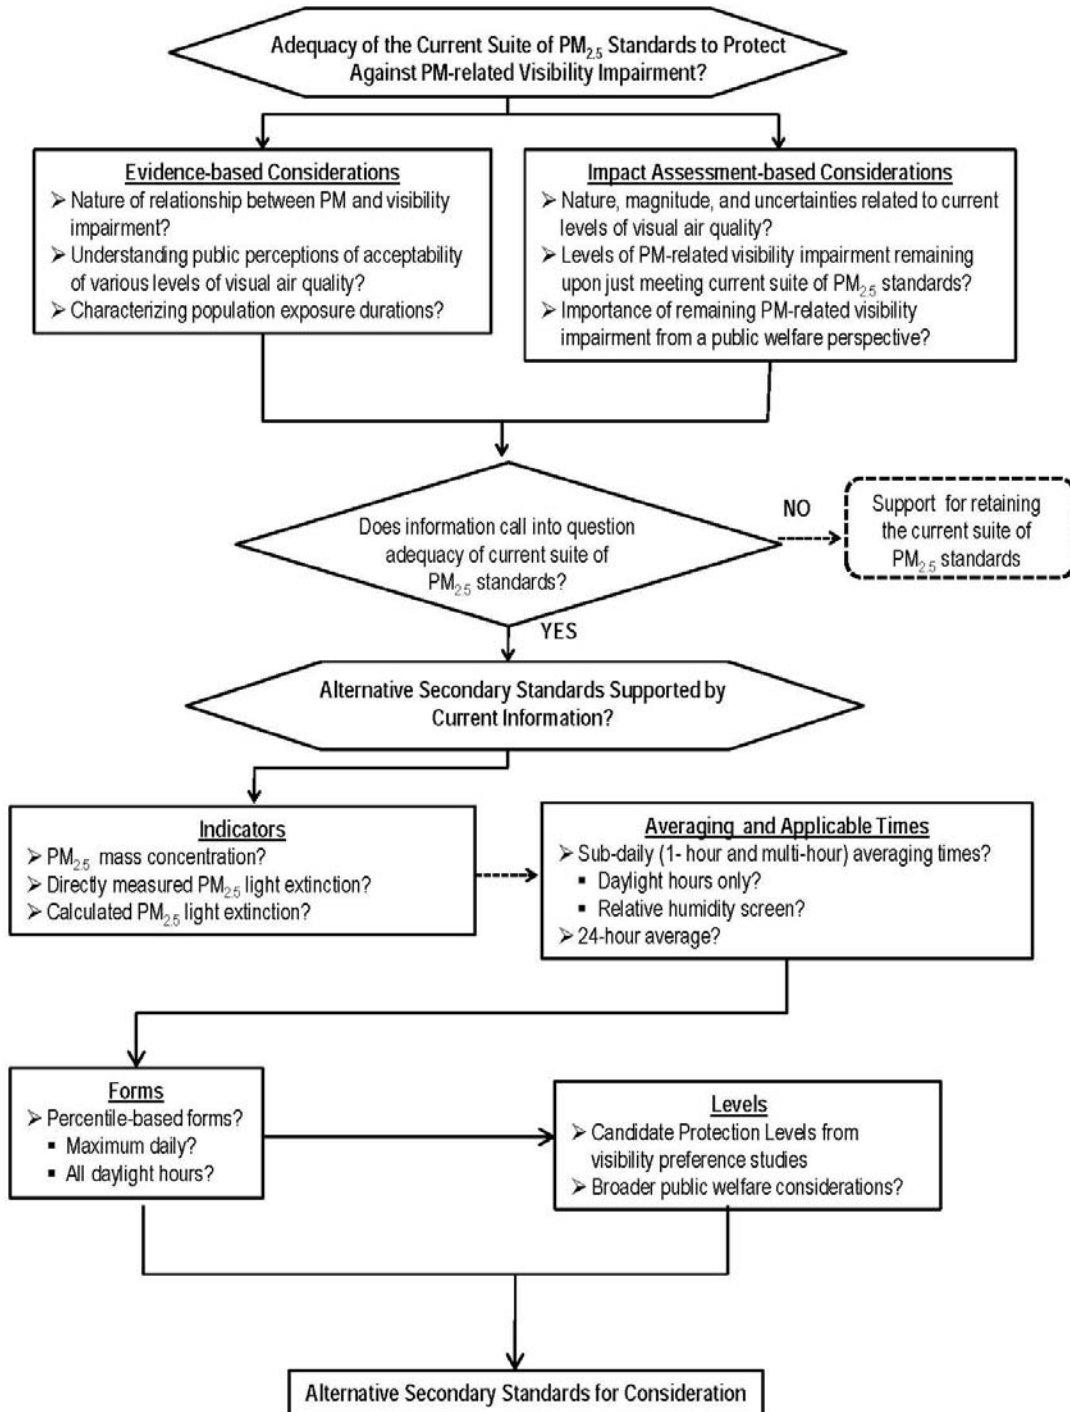 Adequacy of the Current Suite of PM2.5 Standards to Protect
Against PM-related Visibility Impairment?
Evidence-based Considerations
➢ Nature of relationship between PM and visibility
impairment?
➢ Understanding public perceptions of acceptability
of various levels of visual air quality?
➢ Characterizing population exposure durations?
Impact Assessment-based Considerations
➢ Nature, magnitude, and uncertainties related to current
levels of visual air quality?
➢ Levels of PM-related visibility impairment remaining
upon just meeting current suite of PM2.5 standards?
➢ Importance of remaining PM-related visibility
impairment from a public welfare perspective?
Does information call into question
adequacy of current suite of
PM2.5 standards?
NO
Support for retaining
the current suite of
PM2.5 standards
YES
Alternative Secondary Standards Supported by
Current Information?
Indicators
➢ PM2.5 mass concentration?
➢ Directly measured PM2.5 light extinction?
➢ Calculated PM2.5 light extinction?
Averaging and Applicable Times
➢ Sub-daily (1- hour and multi-hour) averaging times?
▪ Daylight hours only?
▪ Relative humidity screen?
➢ 24-hour average?
Forms
➢ Percentile-based forms?
▪ Maximum daily?
▪ All daylight hours?
Levels
➢ Candidate Protection Levels from
visibility preference studies
➢ Broader public welfare considerations?
Alternative Secondary Standards for Consideration